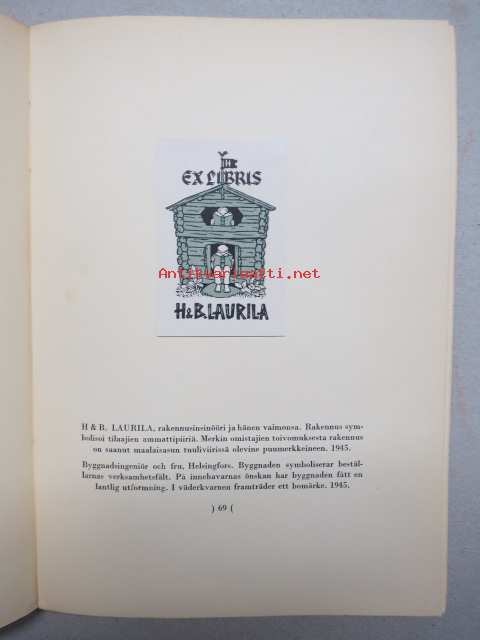 EX LIBRIS
Antikvariaatti.net
H&B.LAURILA
H & B. LAURILA, rakennusinsinööri ja hänen vaimonsa. Rakennus sym-
bolisoi tilaajien ammattipiiriä. Merkin omistajien toivomuksesta rakennus
on saanut maalaisasun tuuliviirissä olevine puumerkkeineen. 1945.
Byggnadsingeniör och fru, Helsingfors. Byggnaden symboliserar bestäl-
larnas verksamhetsfält. På innehavarnas önskan har byggnaden fått en
lantlig utformning. I väderkvarnen framträder ett bomärke. 1945.
) 69 (